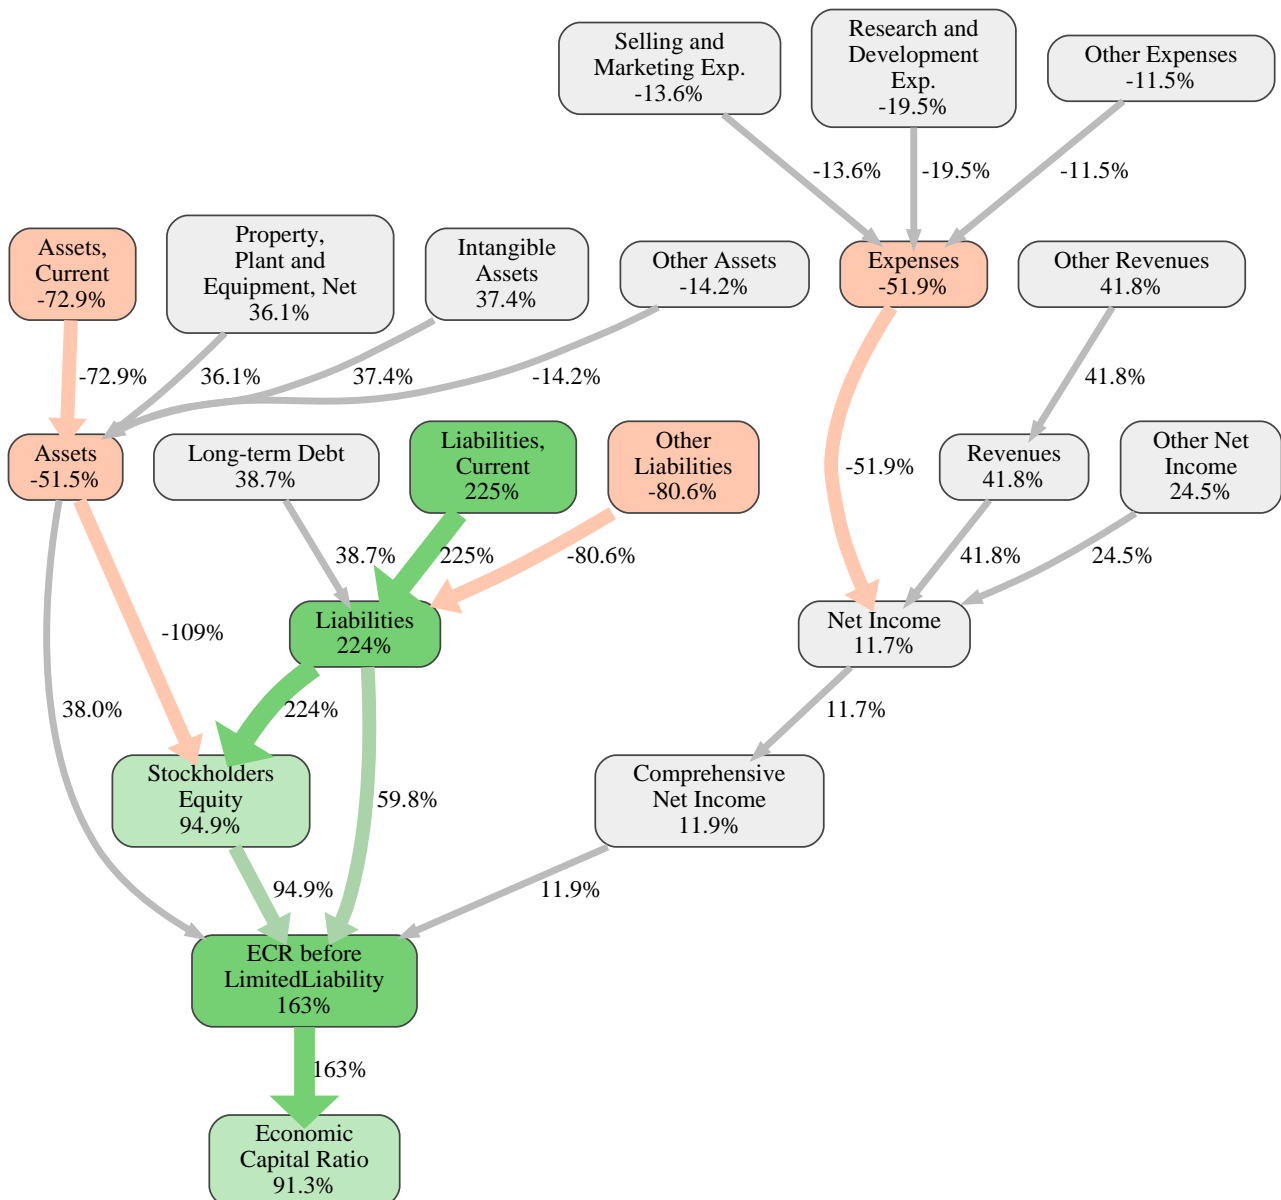 Selling and
Marketing Exp.
-13.6%
Research and
Development
Exp.
-19.5%
Other Expenses
-11.5%
-13.6%
-19.5%
-11.5%
Assets,
Current
-72.9%
Property,
Plant and
Equipment, Net
36.1%
Intangible
Assets
37.4%
Other Assets
-14.2%
Expenses
-51.9%
Other Revenues
41.8%
-72.9%
36.1%
37.4%
-14.2%
41.8%
Assets
-51.5%
Long-term Debt
38.7%
Liabilities,
Current
225%
Other
Liabilities
-80.6%
-51.9%
Revenues
41.8%
Other Net
Income
24.5%
38.7%
225%
-80.6%
41.8%
24.5%
-109%
Liabilities
224%
Net Income
11.7%
38.0%
224%
11.7%
Stockholders
Equity
94.9%
59.8%
Comprehensive
Net Income
11.9%
94.9%
11.9%
ECR before
LimitedLiability
163%
163%
Economic
Capital Ratio
91.3%